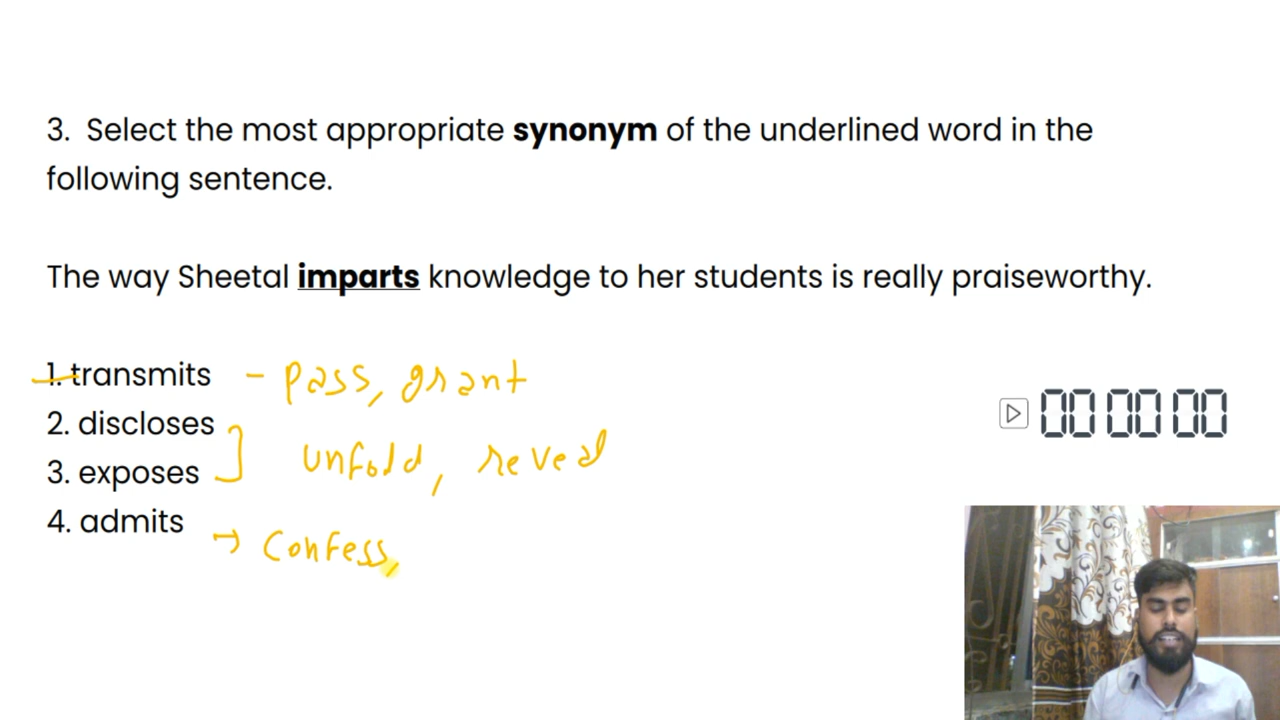 3. Select the most appropriate synonym of the underlined word in the
following sentence.
The way Sheetal imparts knowledge to her students is really praiseworthy.
1. transmits - pass, grant
2. discloses
unfold, reveal
3. exposes
4. admits → Confess,
00 00 00